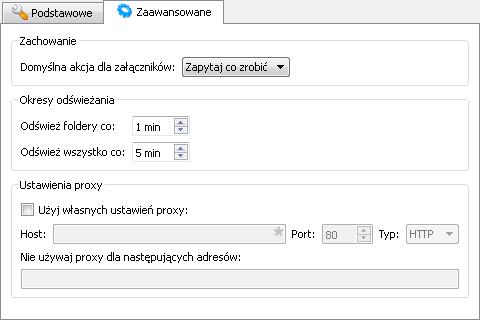 Podstawowe Zaawansowane
Zachowanie
Domyślna akcja dla załączników: Zapytaj co zrobić
Okresy odświeżania
Odśwież foldery co: 1 min
Odśwież wszystko co: 5 min
Ustawienia proxy
Użyj własnych ustawień proxy:
Host: * Port: 80 Typ: HTTP
Nie używaj proxy dla następujących adresów: